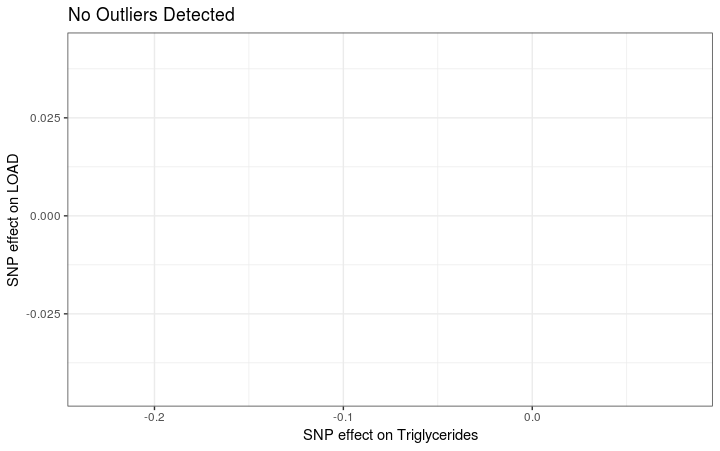 No Outliers Detected
SNP effect on LOAD
0.025
0.000
-0.025
-0.2
-0.1
0.0
SNP effect on Triglycerides